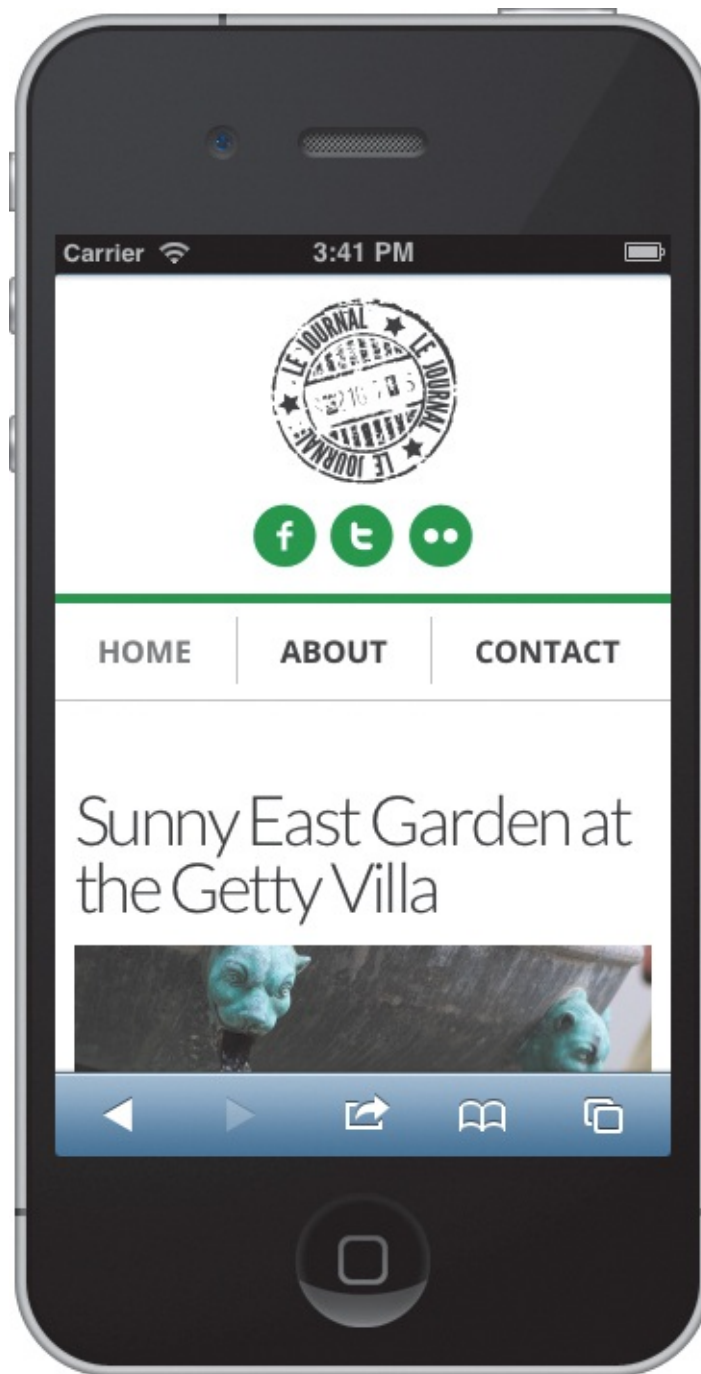 Carrier 3:41 PM
LE JOURNAL LE JOURNAL LE JOURNAL
f t
HOME ABOUT CONTACT
Sunny East Garden at
the Getty Villa